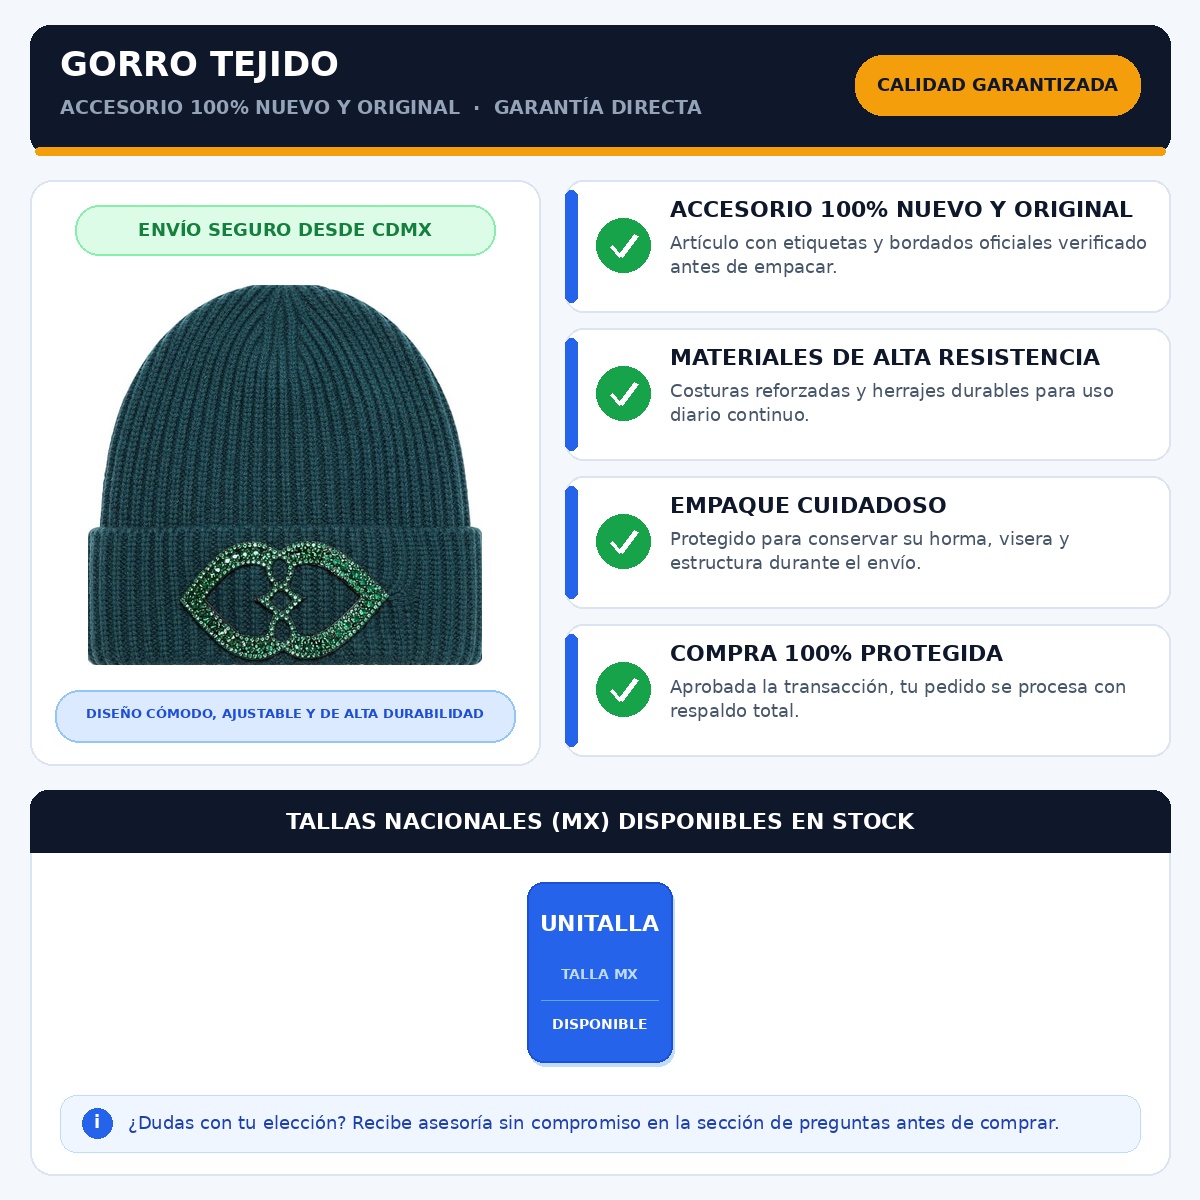 GORRO TEJIDO
ACCESORIO 100% NUEVO Y ORIGINAL · GARANTÍA DIRECTA
CALIDAD GARANTIZADA
ENVÍO SEGURO DESDE CDMX
DISEÑO CÓMODO, AJUSTABLE Y DE ALTA DURABILIDAD
ACCESORIO 100% NUEVO Y ORIGINAL
Artículo con etiquetas y bordados oficiales verificado
antes de empacar.
MATERIALES DE ALTA RESISTENCIA
Costuras reforzadas y herrajes durables para uso
diario continuo.
EMPAQUE CUIDADOSO
Protegido para conservar su horma, visera y
estructura durante el envío.
COMPRA 100% PROTEGIDA
Aprobada la transacción, tu pedido se procesa con
respaldo total.
TALLAS NACIONALES (MX) DISPONIBLES EN STOCK
UNITALLA
TALLA MX
DISPONIBLE
i ¿Dudas con tu elección? Recibe asesoría sin compromiso en la sección de preguntas antes de comprar.